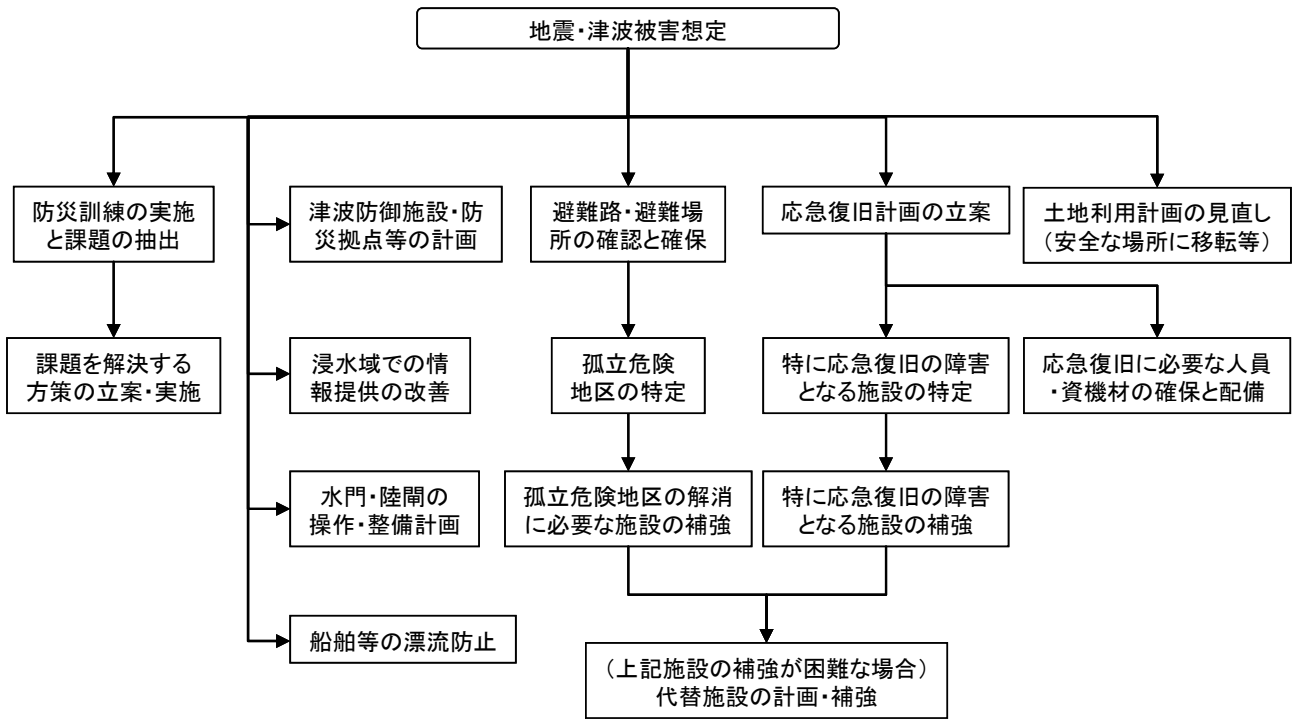 地震・津波被害想定
防災訓練の実施
と課題の抽出
津波防御施設・防
災拠点等の計画
避難路・避難場
所の確認と確保
応急復旧計画の立案
土地利用計画の見直し
（安全な場所に移転等）
課題を解決する
方策の立案・実施
浸水域での情
報提供の改善
孤立危険
地区の特定
特に応急復旧の障害
となる施設の特定
応急復旧に必要な人員
・資機材の確保と配備
水門・陸閘の
操作・整備計画
孤立危険地区の解消
に必要な施設の補強
特に応急復旧の障害
となる施設の補強
船舶等の漂流防止
（上記施設の補強が困難な場合）
代替施設の計画・補強